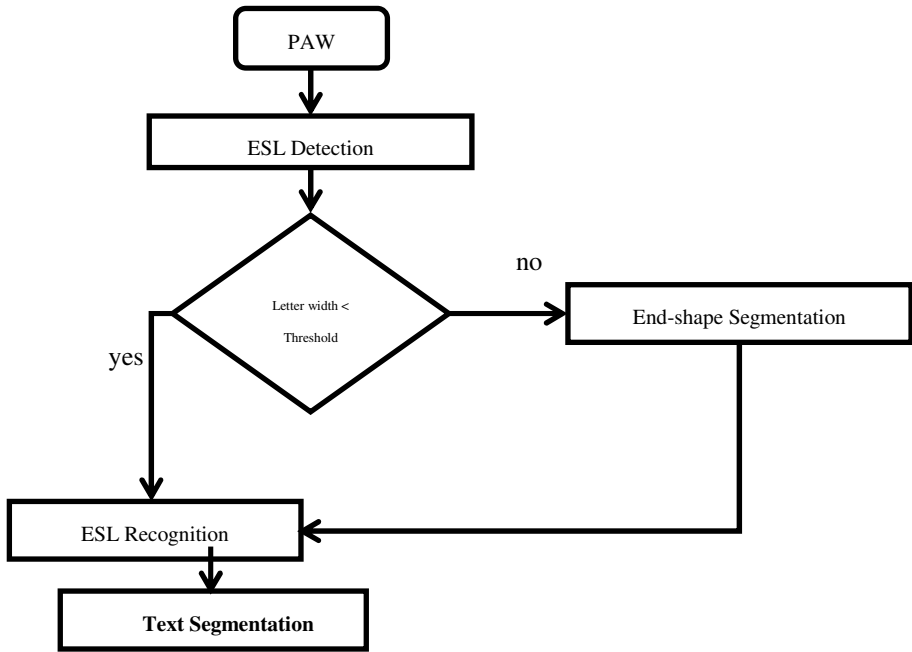 PAW
ESL Detection
no
Letter width <
Threshold
End-shape Segmentation
yes
ESL Recognition
Text Segmentation